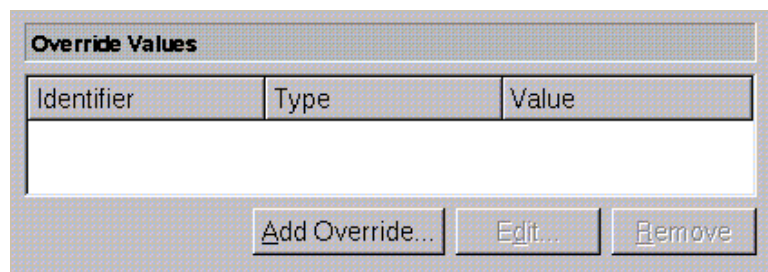 Override Values
Identifier Type Value
Add Override... Edit... Remove